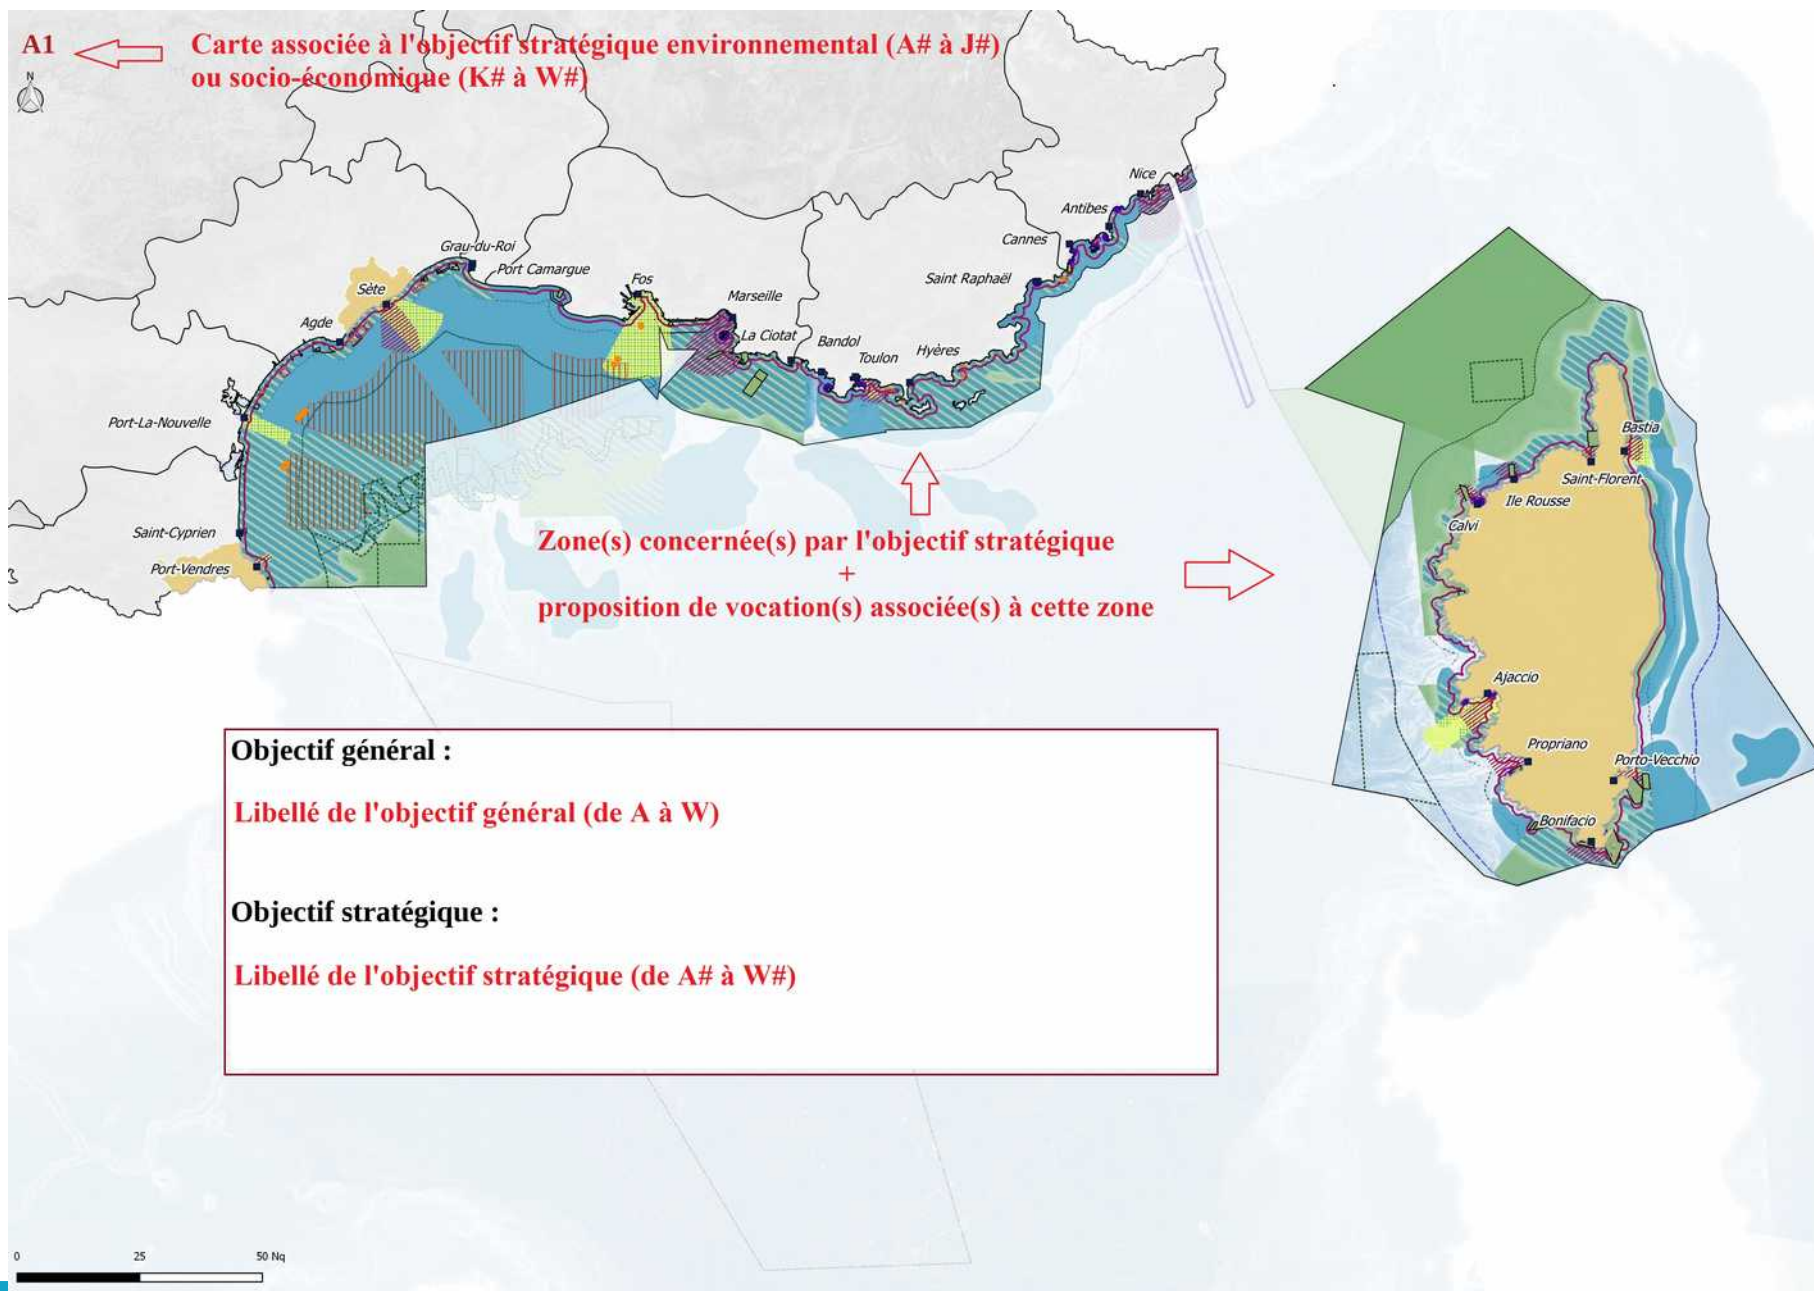 A1
Carte associée à l'objectif stratégique environnemental (A# à J#)
ou socio-économique (K# à W#)
N
Nice
Antibes
Cannes
Grau-du-Roi
Port Camargue
Fos
Saint Raphaël
Sète
Marseille
Agde
La Ciotat
Bandol
Toulon
Hyères
Port-La-Nouvelle
Bastia
Saint-Florent
Ile Rousse
Calvi
Saint-Cyprien
Port-Vendres
Zone(s) concernée(s) par l'objectif stratégique
+
proposition de vocation(s) associée(s) à cette zone
Ajaccio
Propriano
Porto-Vecchio
Bonifacio
Objectif général :
Libellé de l'objectif général (de A à W)
Objectif stratégique :
Libellé de l'objectif stratégique (de A# à W#)
0 25 50 Nq